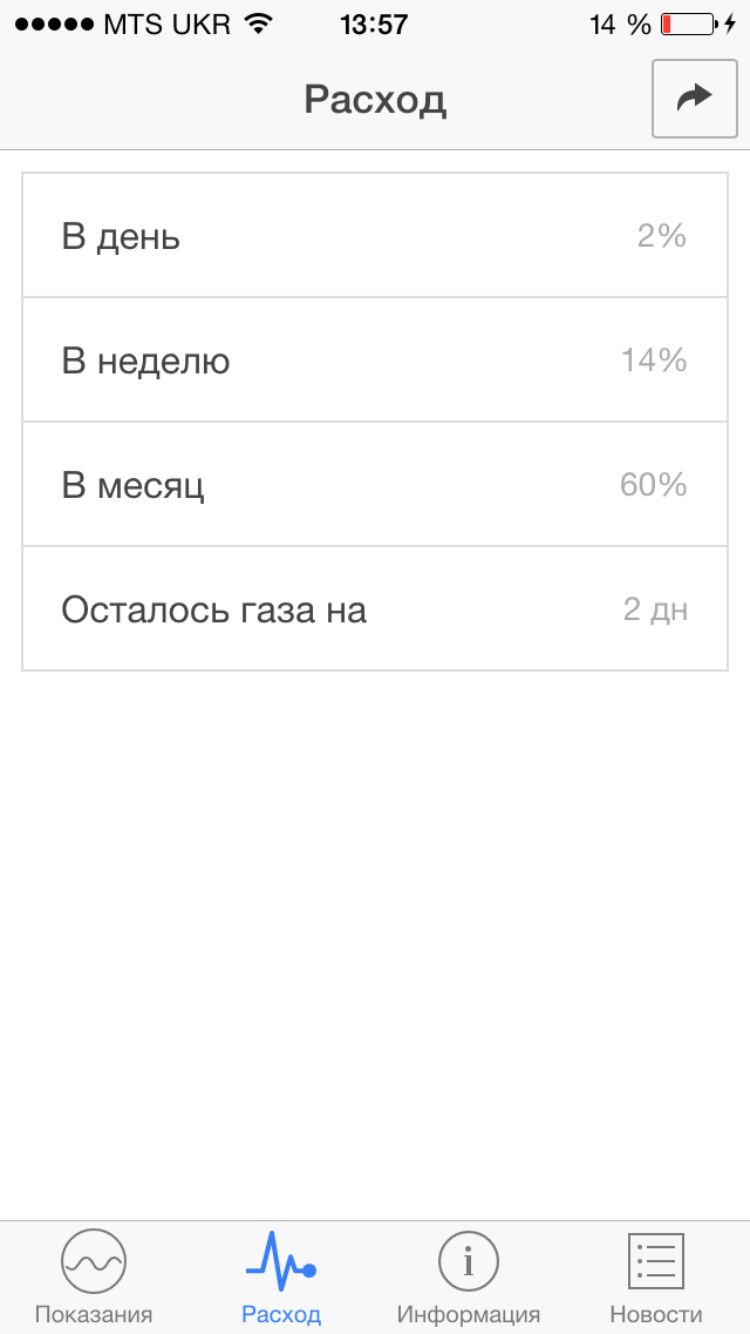 MTS UKR 13:57 14 %
Расход
В день 2%
В неделю 14%
В месяц 60%
Осталось газа на 2 дн
Показания Расход Информация Новости